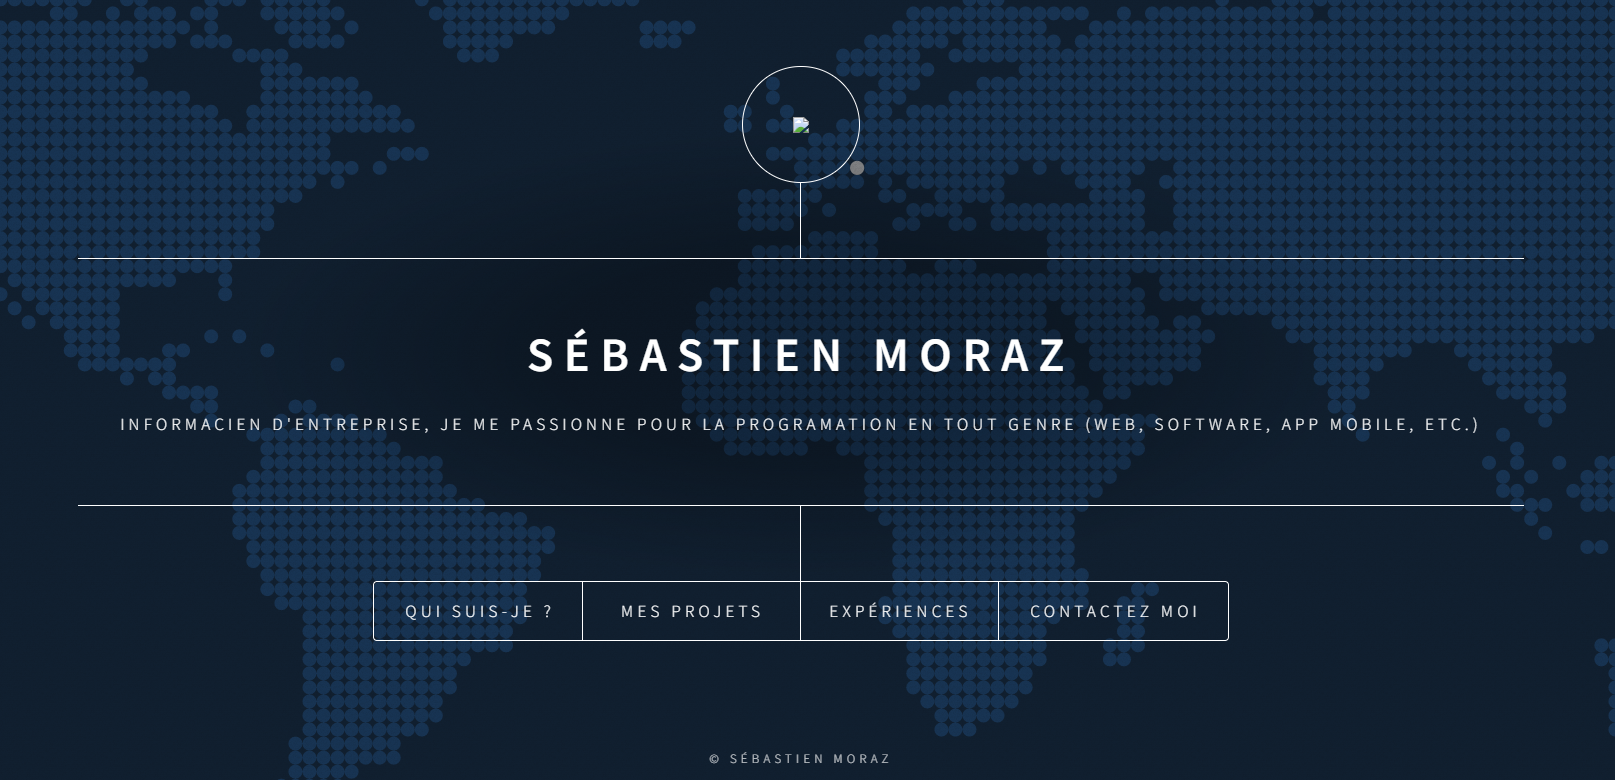 SÉBASTIEN MORAZ
INFORMACIEN D'ENTREPRISE, JE ME PASSIONNE POUR LA PROGRAMATION EN TOUT GENRE (WEB, SOFTWARE, APP MOBILE, ETC.)
QUI SUIS-JE ?
MES PROJETS
EXPÉRIENCES
CONTACTEZ MOI
© SÉBASTIEN MORAZ